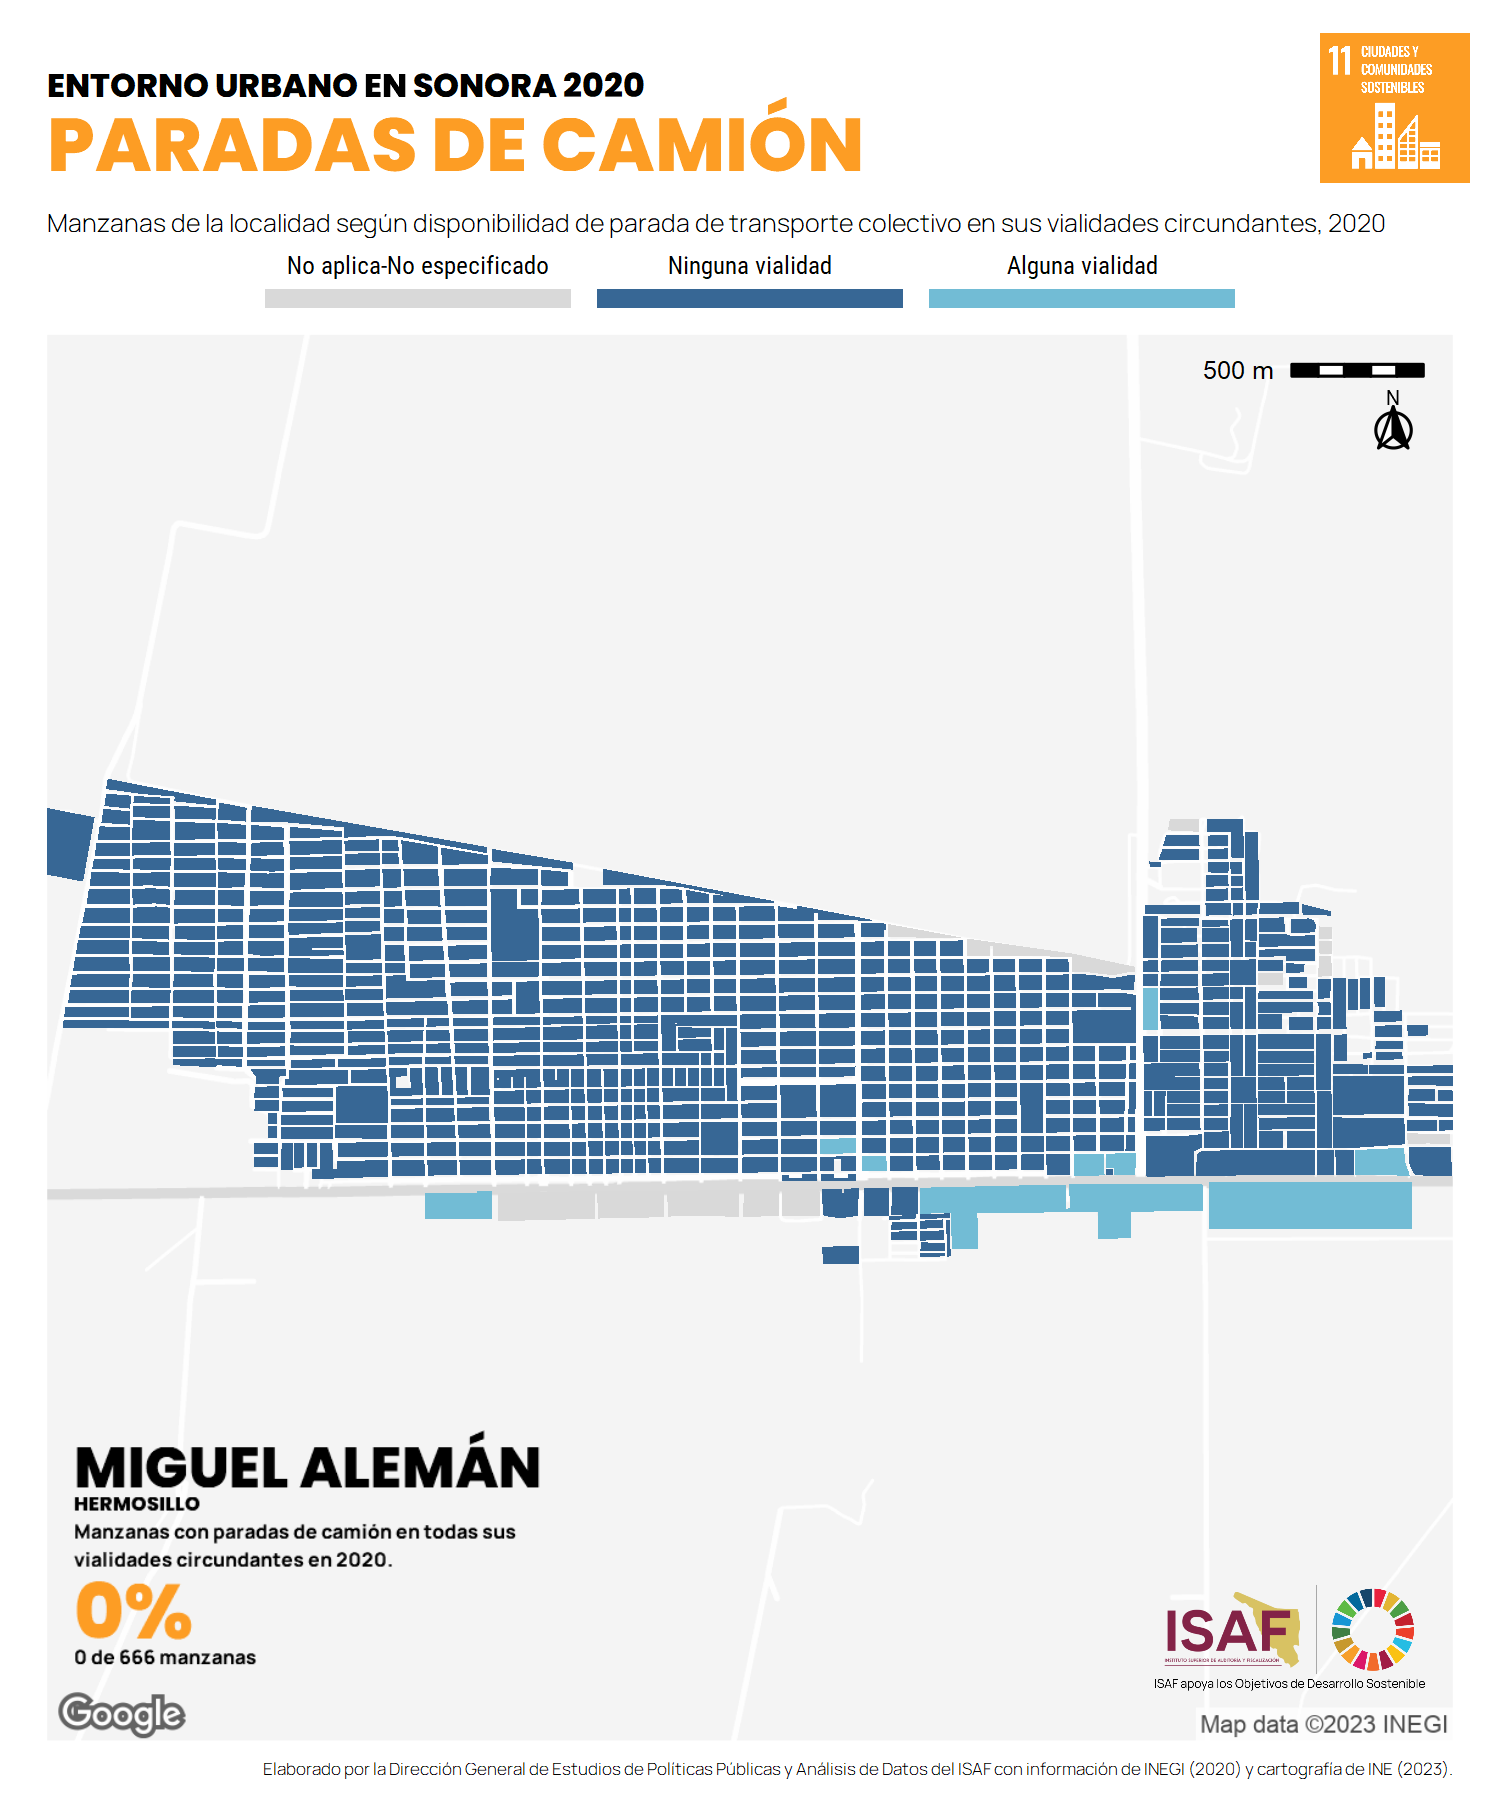 ENTORNO URBANO EN SONORA 2020
PARADAS DE CAMIÓN
11 CIUDADES Y
COMUNIDADES
SOSTENIBLES
Manzanas de la localidad según disponibilidad de parada de transporte colectivo en sus vialidades circundantes, 2020
No aplica-No especificado Ninguna vialidad Alguna vialidad
500 m
N
MIGUEL ALEMÁN
HERMOSILLO
Manzanas con paradas de camión en todas sus
vialidades circundantes en 2020.
0%
0 de 666 manzanas
ISAF
INSTITUTO SUPERIOR DE AUDITORÍA Y FISCALIZACIÓN
ISAF apoya los Objetivos de Desarrollo Sostenible
Google
Map data ©2023 INEGI
Elaborado por la Dirección General de Estudios de Políticas Públicas y Análisis de Datos del ISAF con información de INEGI (2020) y cartografía de INE (2023).